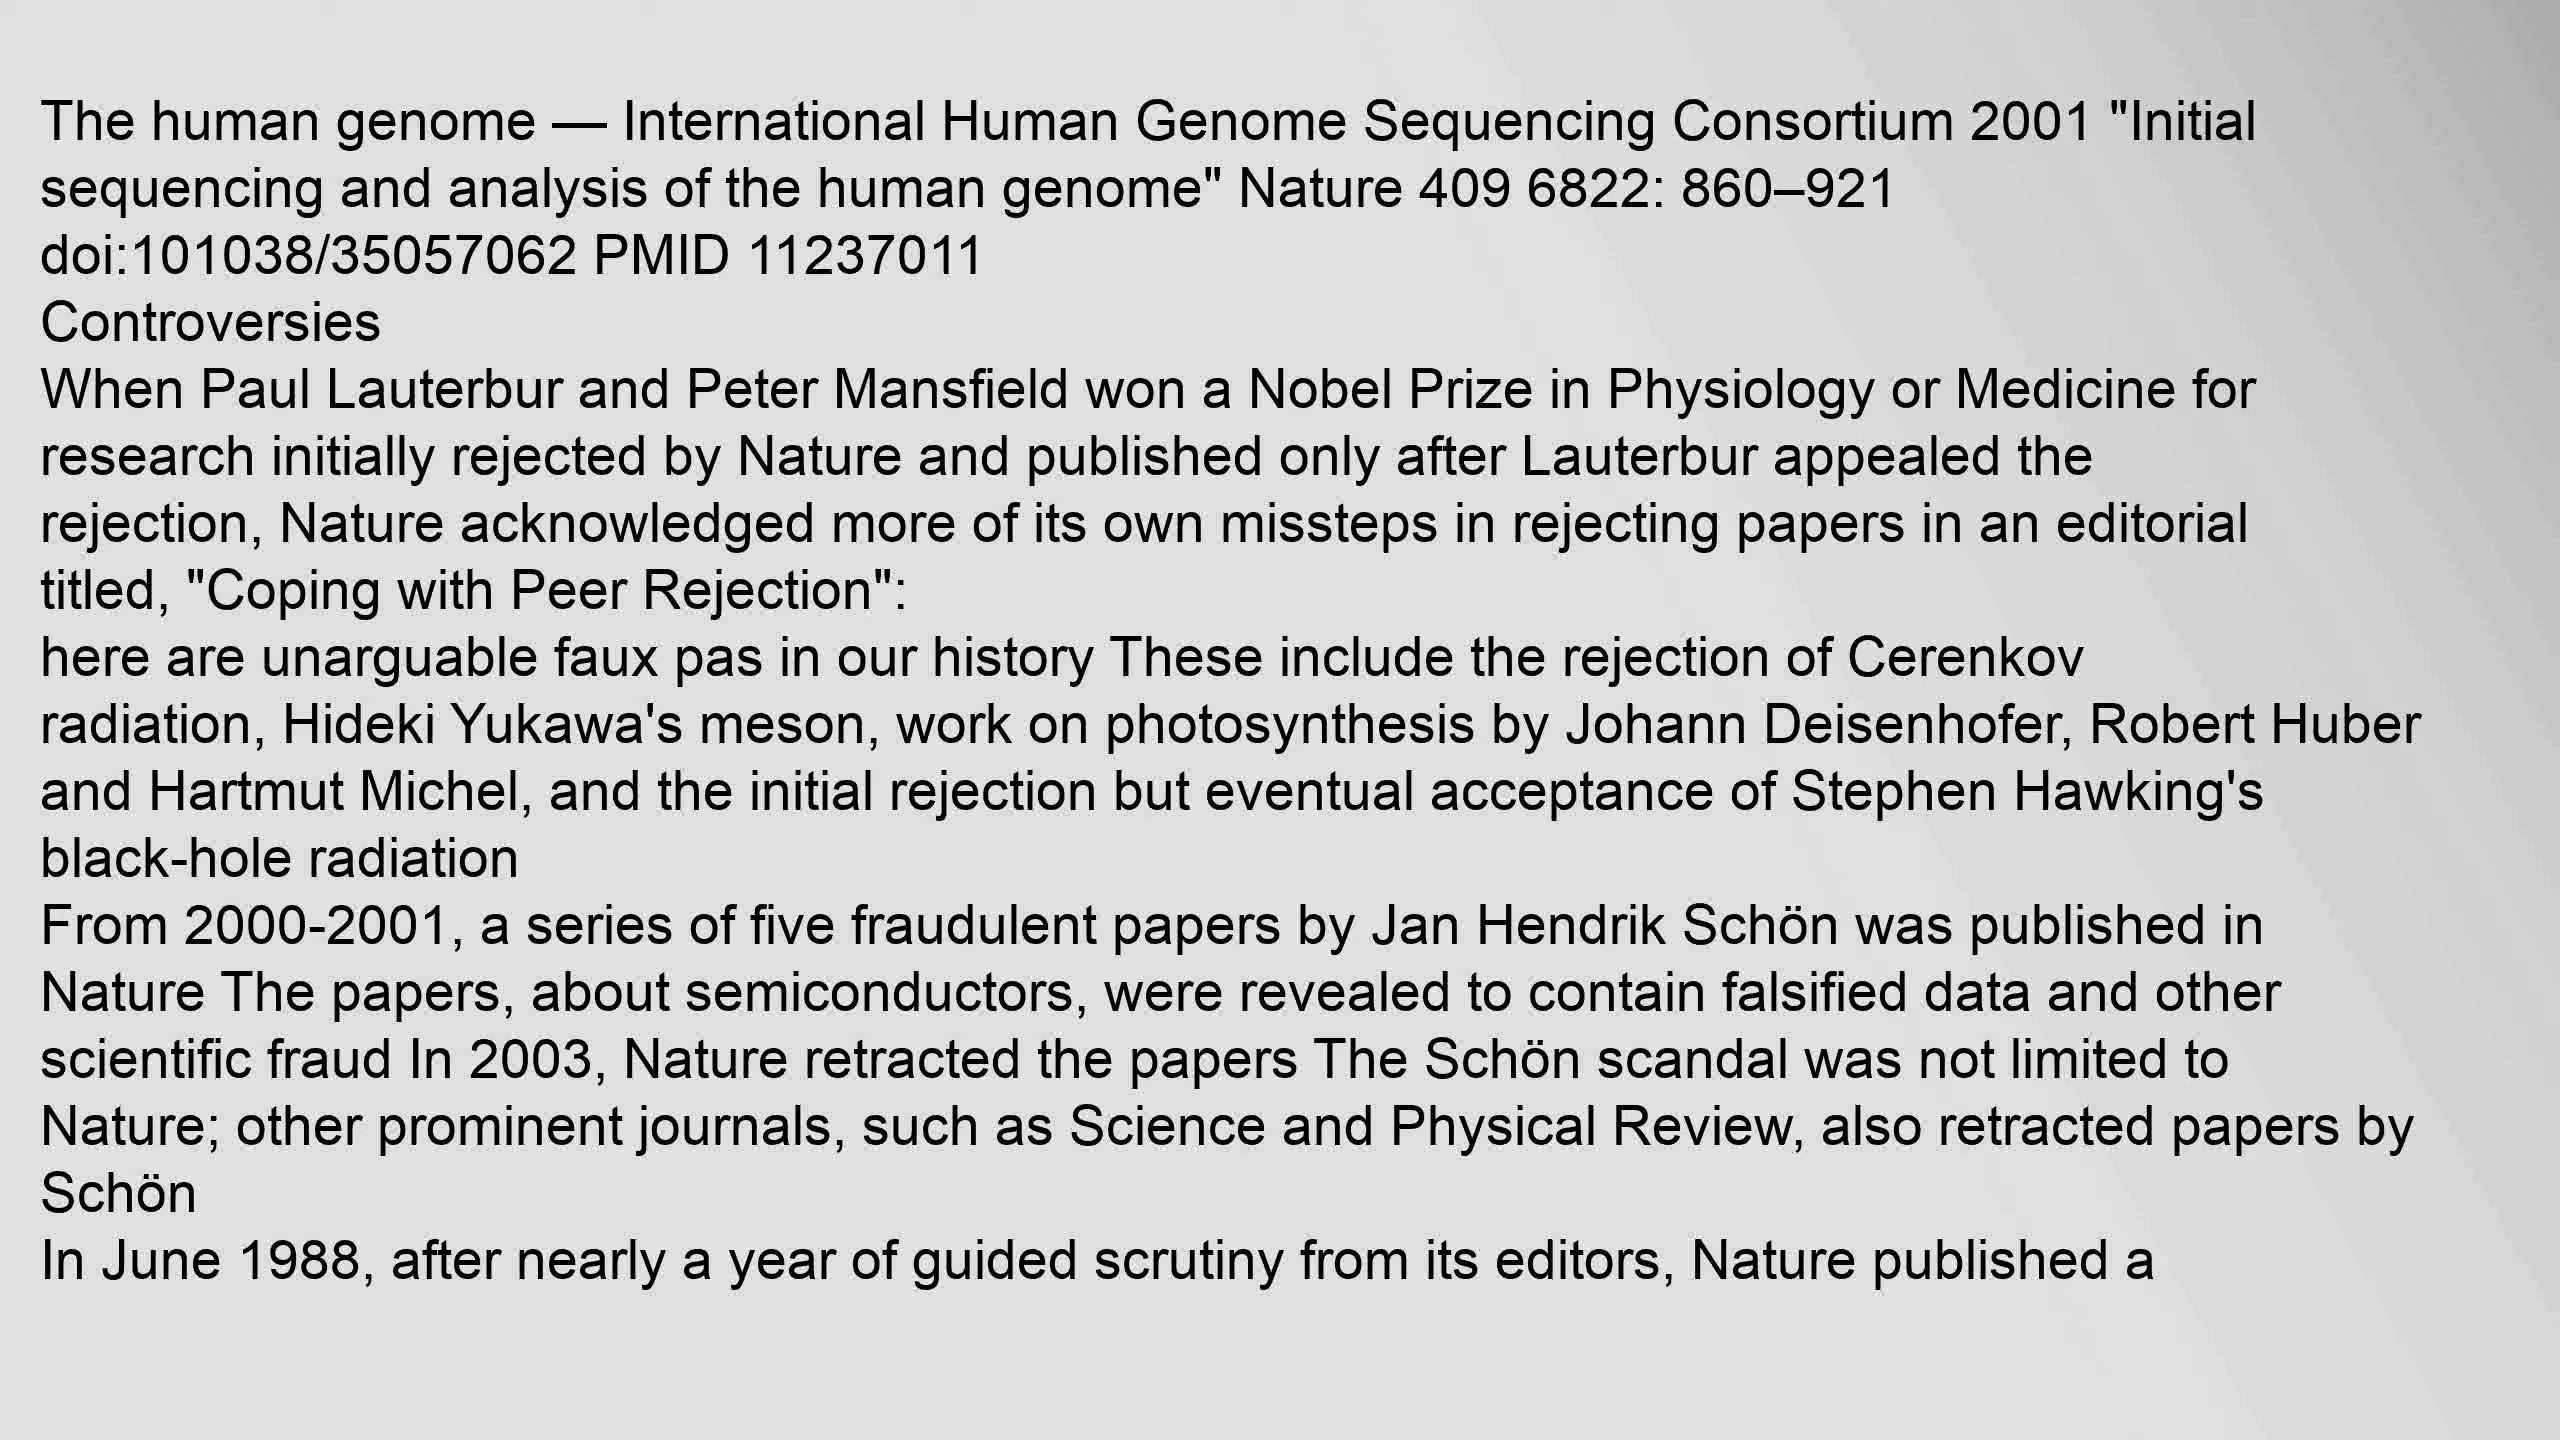 The human genome — International Human Genome Sequencing Consortium 2001 "Initial
sequencing and analysis of the human genome" Nature 409 6822: 860–921
doi:101038/35057062 PMID 11237011
Controversies
When Paul Lauterbur and Peter Mansfield won a Nobel Prize in Physiology or Medicine for
research initially rejected by Nature and published only after Lauterbur appealed the
rejection, Nature acknowledged more of its own missteps in rejecting papers in an editorial
titled, "Coping with Peer Rejection":
here are unarguable faux pas in our history These include the rejection of Cerenkov
radiation, Hideki Yukawa's meson, work on photosynthesis by Johann Deisenhofer, Robert Huber
and Hartmut Michel, and the initial rejection but eventual acceptance of Stephen Hawking's
black-hole radiation
From 2000-2001, a series of five fraudulent papers by Jan Hendrik Schön was published in
Nature The papers, about semiconductors, were revealed to contain falsified data and other
scientific fraud In 2003, Nature retracted the papers The Schön scandal was not limited to
Nature; other prominent journals, such as Science and Physical Review, also retracted papers by
Schön
In June 1988, after nearly a year of guided scrutiny from its editors, Nature published a